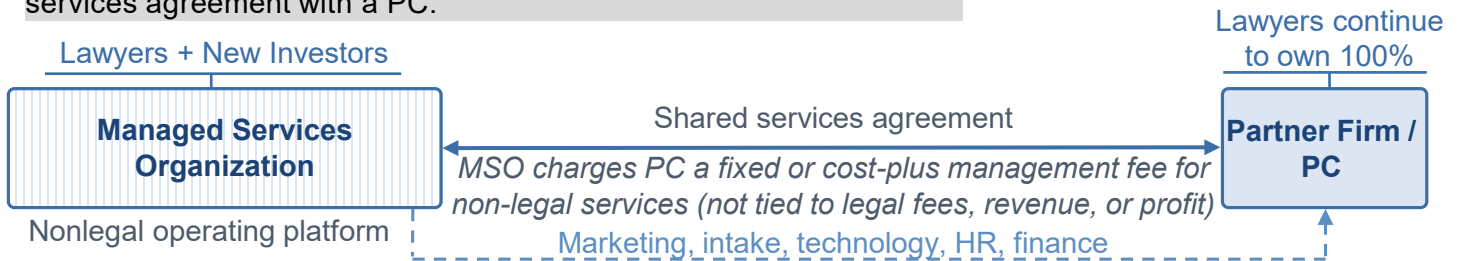 services agreement with a PC.
Lawyers + New Investors
Lawyers continue
to own 100%
Managed Services
Organization
Shared services agreement
Partner Firm /
PC
MSO charges PC a fixed or cost-plus management fee for
non-legal services (not tied to legal fees, revenue, or profit)
Nonlegal operating platform
Marketing, intake, technology, HR, finance